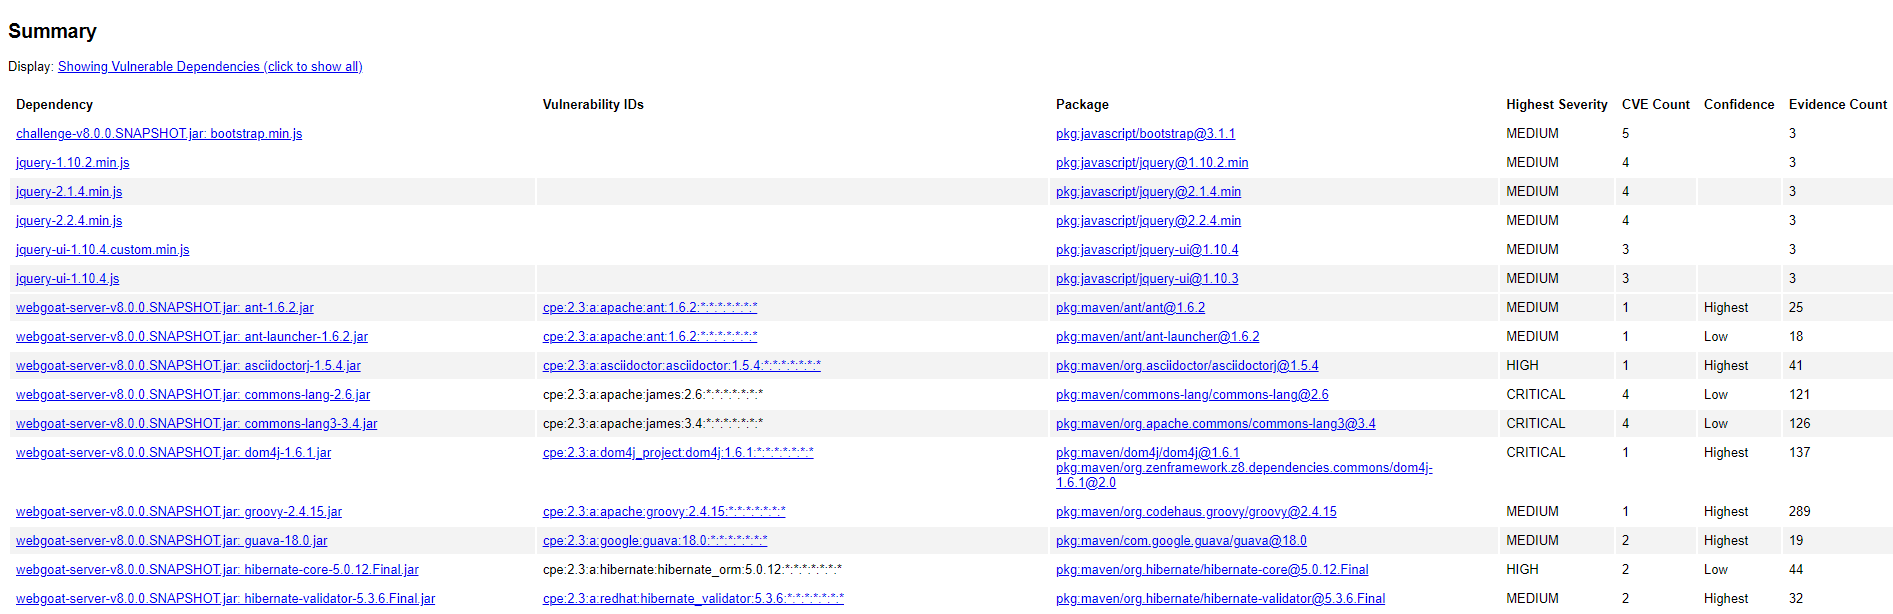 Summary
Display: Showing Vulnerable Dependencies (click to show all)
Dependency Vulnerability IDs Package Highest Severity CVE Count Confidence Evidence Count
challenge-v8.0.0.SNAPSHOT.jar: bootstrap.min.js pkg:javascript/bootstrap@3.1.1 MEDIUM 5 3
jquery-1.10.2.min.js pkg:javascript/jquery@1.10.2.min MEDIUM 4 3
jquery-2.1.4.min.js pkg:javascript/jquery@2.1.4.min MEDIUM 4 3
jquery-2.2.4.min.js pkg:javascript/jquery@2.2.4.min MEDIUM 4 3
jquery-ui-1.10.4.custom.min.js pkg:javascript/jquery-ui@1.10.4 MEDIUM 3 3
jquery-ui-1.10.4.js pkg:javascript/jquery-ui@1.10.3 MEDIUM 3 3
webgoat-server-v8.0.0.SNAPSHOT.jar: ant-1.6.2.jar cpe:2.3:a:apache:ant:1.6.2:*:*:*:*:*:*:* pkg:maven/ant/ant@1.6.2 MEDIUM 1 Highest 25
webgoat-server-v8.0.0.SNAPSHOT.jar: ant-launcher-1.6.2.jar cpe:2.3:a:apache:ant:1.6.2:*:*:*:*:*:*:* pkg:maven/ant/ant-launcher@1.6.2 MEDIUM 1 Low 18
webgoat-server-v8.0.0.SNAPSHOT.jar: asciidoctorj-1.5.4.jar cpe:2.3:a:asciidoctor:asciidoctor:1.5.4:*:*:*:*:*:*:* pkg:maven/org.asciidoctor/asciidoctorj@1.5.4 HIGH 1 Highest 41
webgoat-server-v8.0.0.SNAPSHOT.jar: commons-lang-2.6.jar cpe:2.3:a:apache:james:2.6:*:*:*:*:*:*:* pkg:maven/commons-lang/commons-lang@2.6 CRITICAL 4 Low 121
webgoat-server-v8.0.0.SNAPSHOT.jar: commons-lang3-3.4.jar cpe:2.3:a:apache:james:3.4:*:*:*:*:*:*:* pkg:maven/org.apache.commons/commons-lang3@3.4 CRITICAL 4 Low 126
webgoat-server-v8.0.0.SNAPSHOT.jar: dom4j-1.6.1.jar cpe:2.3:a:dom4j_project:dom4j:1.6.1:*:*:*:*:*:*:* pkg:maven/dom4j/dom4j@1.6.1 CRITICAL 1 Highest 137
pkg:maven/org.zenframework.z8.dependencies.commons/dom4j-
1.6.1@2.0
webgoat-server-v8.0.0.SNAPSHOT.jar: groovy-2.4.15.jar cpe:2.3:a:apache:groovy:2.4.15:*:*:*:*:*:*:* pkg:maven/org.codehaus.groovy/groovy@2.4.15 MEDIUM 1 Highest 289
webgoat-server-v8.0.0.SNAPSHOT.jar: guava-18.0.jar cpe:2.3:a:google:guava:18.0:*:*:*:*:*:*:* pkg:maven/com.google.guava/guava@18.0 MEDIUM 2 Highest 19
webgoat-server-v8.0.0.SNAPSHOT.jar: hibernate-core-5.0.12.Final.jar cpe:2.3:a:hibernate:hibernate_orm:5.0.12:*:*:*:*:*:*:* pkg:maven/org.hibernate/hibernate-core@5.0.12.Final HIGH 2 Low 44
webgoat-server-v8.0.0.SNAPSHOT.jar: hibernate-validator-5.3.6.Final.jar cpe:2.3:a:redhat:hibernate_validator:5.3.6:*:*:*:*:*:*:* pkg:maven/org.hibernate/hibernate-validator@5.3.6.Final MEDIUM 2 Highest 32